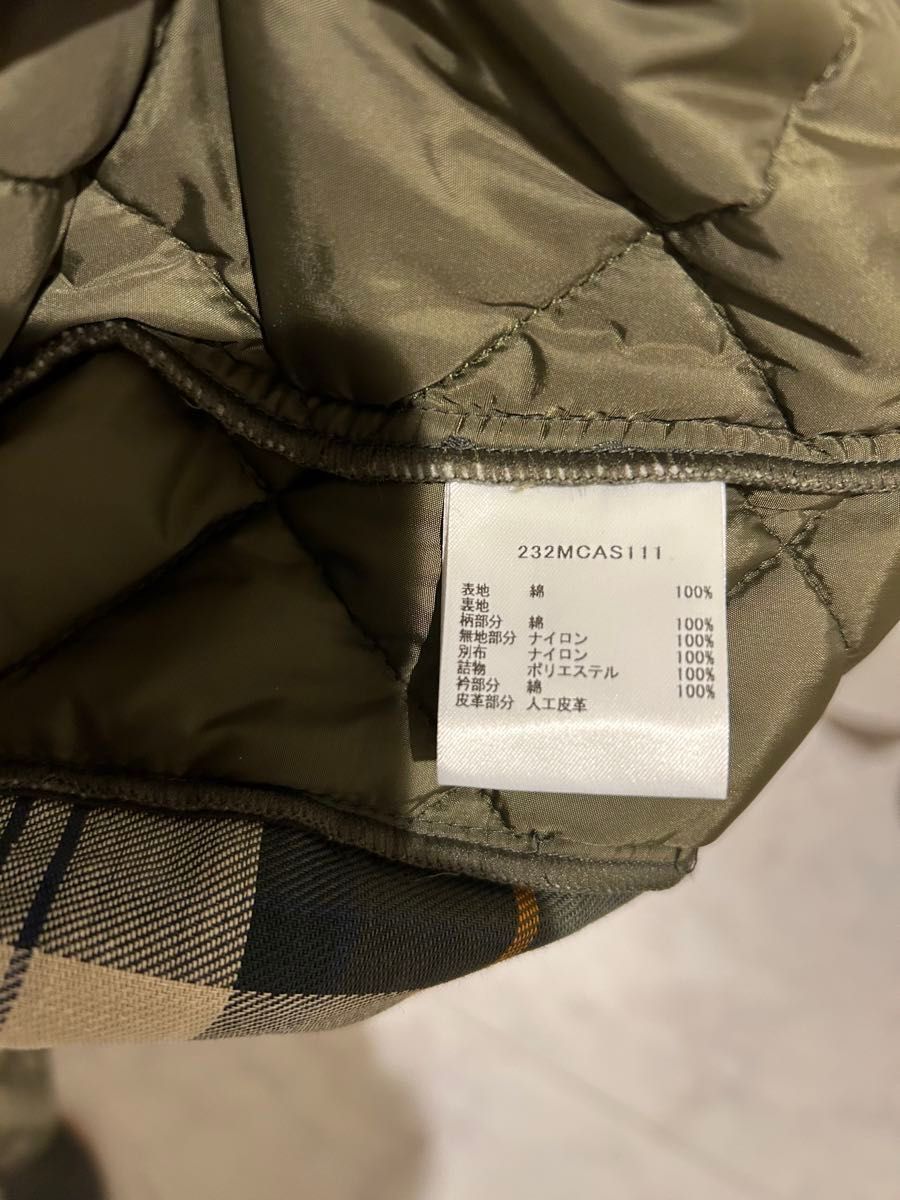 232MCAS111
表地 綿 100%
裏地
柄部分 綿 100%
無地部分 ナイロン 100%
別布 ナイロン 100%
詰物 ポリエステル 100%
衿部分 綿 100%
皮革部分 人工皮革